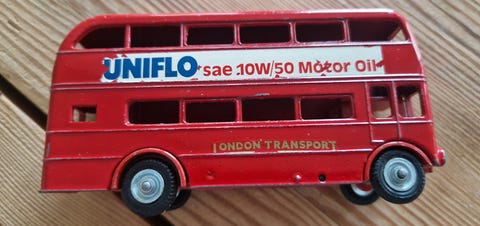 UNIFLO sae 10W/50 Motor Oil
LONDON TRANSPORT